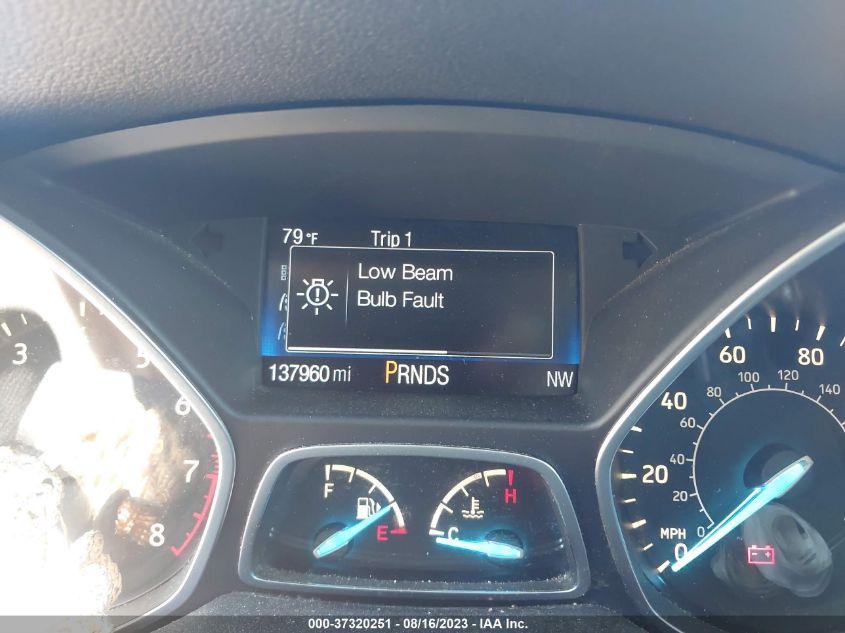 79 °F Trip 1
Low Beam
Bulb Fault
137960 mi PRNDS NW
3 5 6 7 8
F E
C H
0 20 40 60 80
0 20 40 60 80 100 120 140
MPH
000-37320251 - 08/16/2023 - IAA Inc.